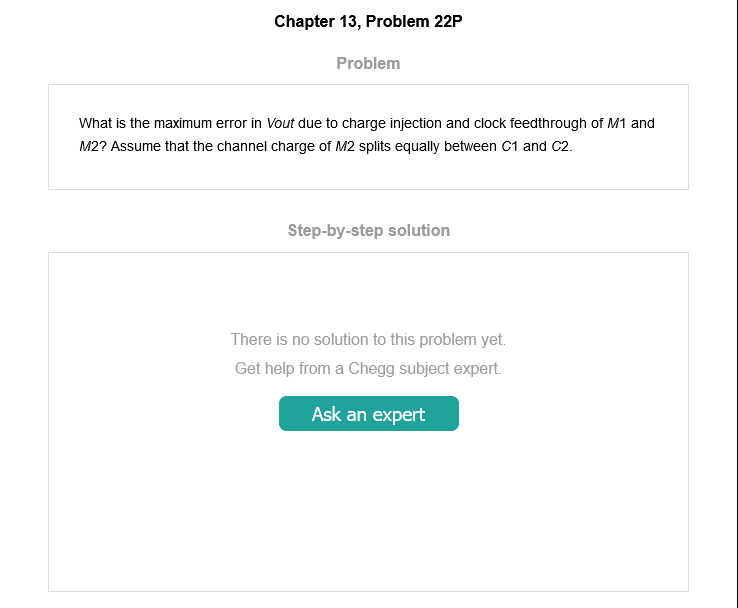 Chapter 13, Problem 22P
Problem
What is the maximum error in Vout due to charge injection and clock feedthrough of M1 and
M2? Assume that the channel charge of M2 splits equally between C1 and C2.
Step-by-step solution
There is no solution to this problem yet.
Get help from a Chegg subject expert.
Ask an expert